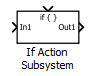 if { }
In1 Out1
If Action
Subsystem